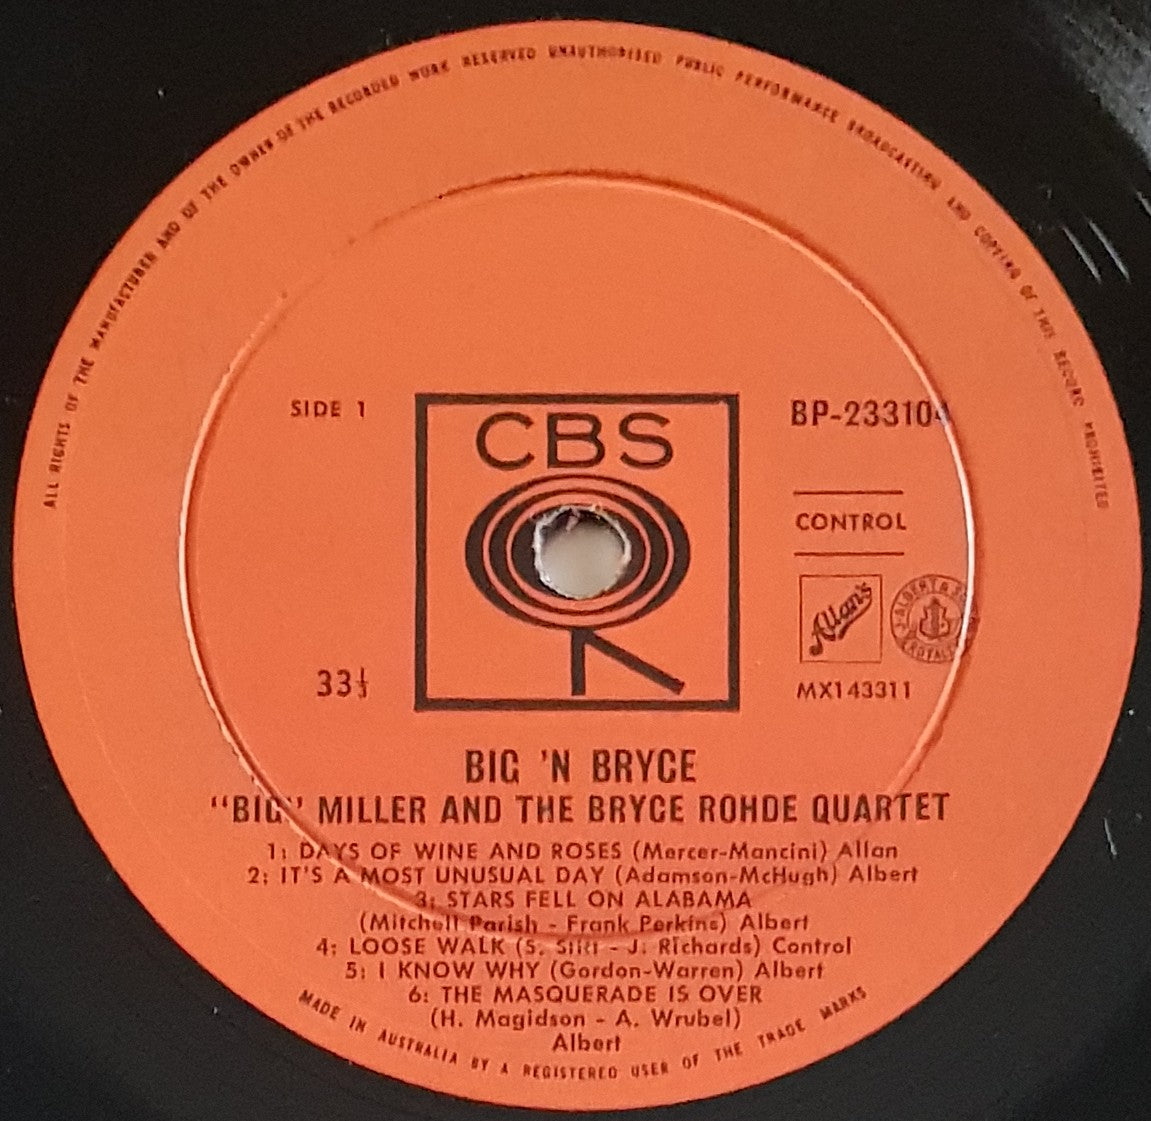 ALL RIGHTS OF THE MANUFACTURER AND OF THE OWNER OF THE RECORDED WORK RESERVED UNAUTHORISED PUBLIC PERFORMANCE BROADCASTING AND COPYING OF THIS RECORD PROHIBITED
SIDE 1
CBS
BP-233104
CONTROL
Allan's
ALBERT &
MX143311
33⅓
BIG 'N BRYCE
"BIG" MILLER AND THE BRYCE ROHDE QUARTET
1: DAYS OF WINE AND ROSES (Mercer-Mancini) Allan
2: IT'S A MOST UNUSUAL DAY (Adamson-McHugh) Albert
3: STARS FELL ON ALABAMA
(Mitchell Parish - Frank Perkins) Albert
4: LOOSE WALK (S. Stitt - J. Richards) Control
5: I KNOW WHY (Gordon-Warren) Albert
6: THE MASQUERADE IS OVER
(H. Magidson - A. Wrubel)
Albert
MADE IN AUSTRALIA BY A REGISTERED USER OF THE TRADE MARKS